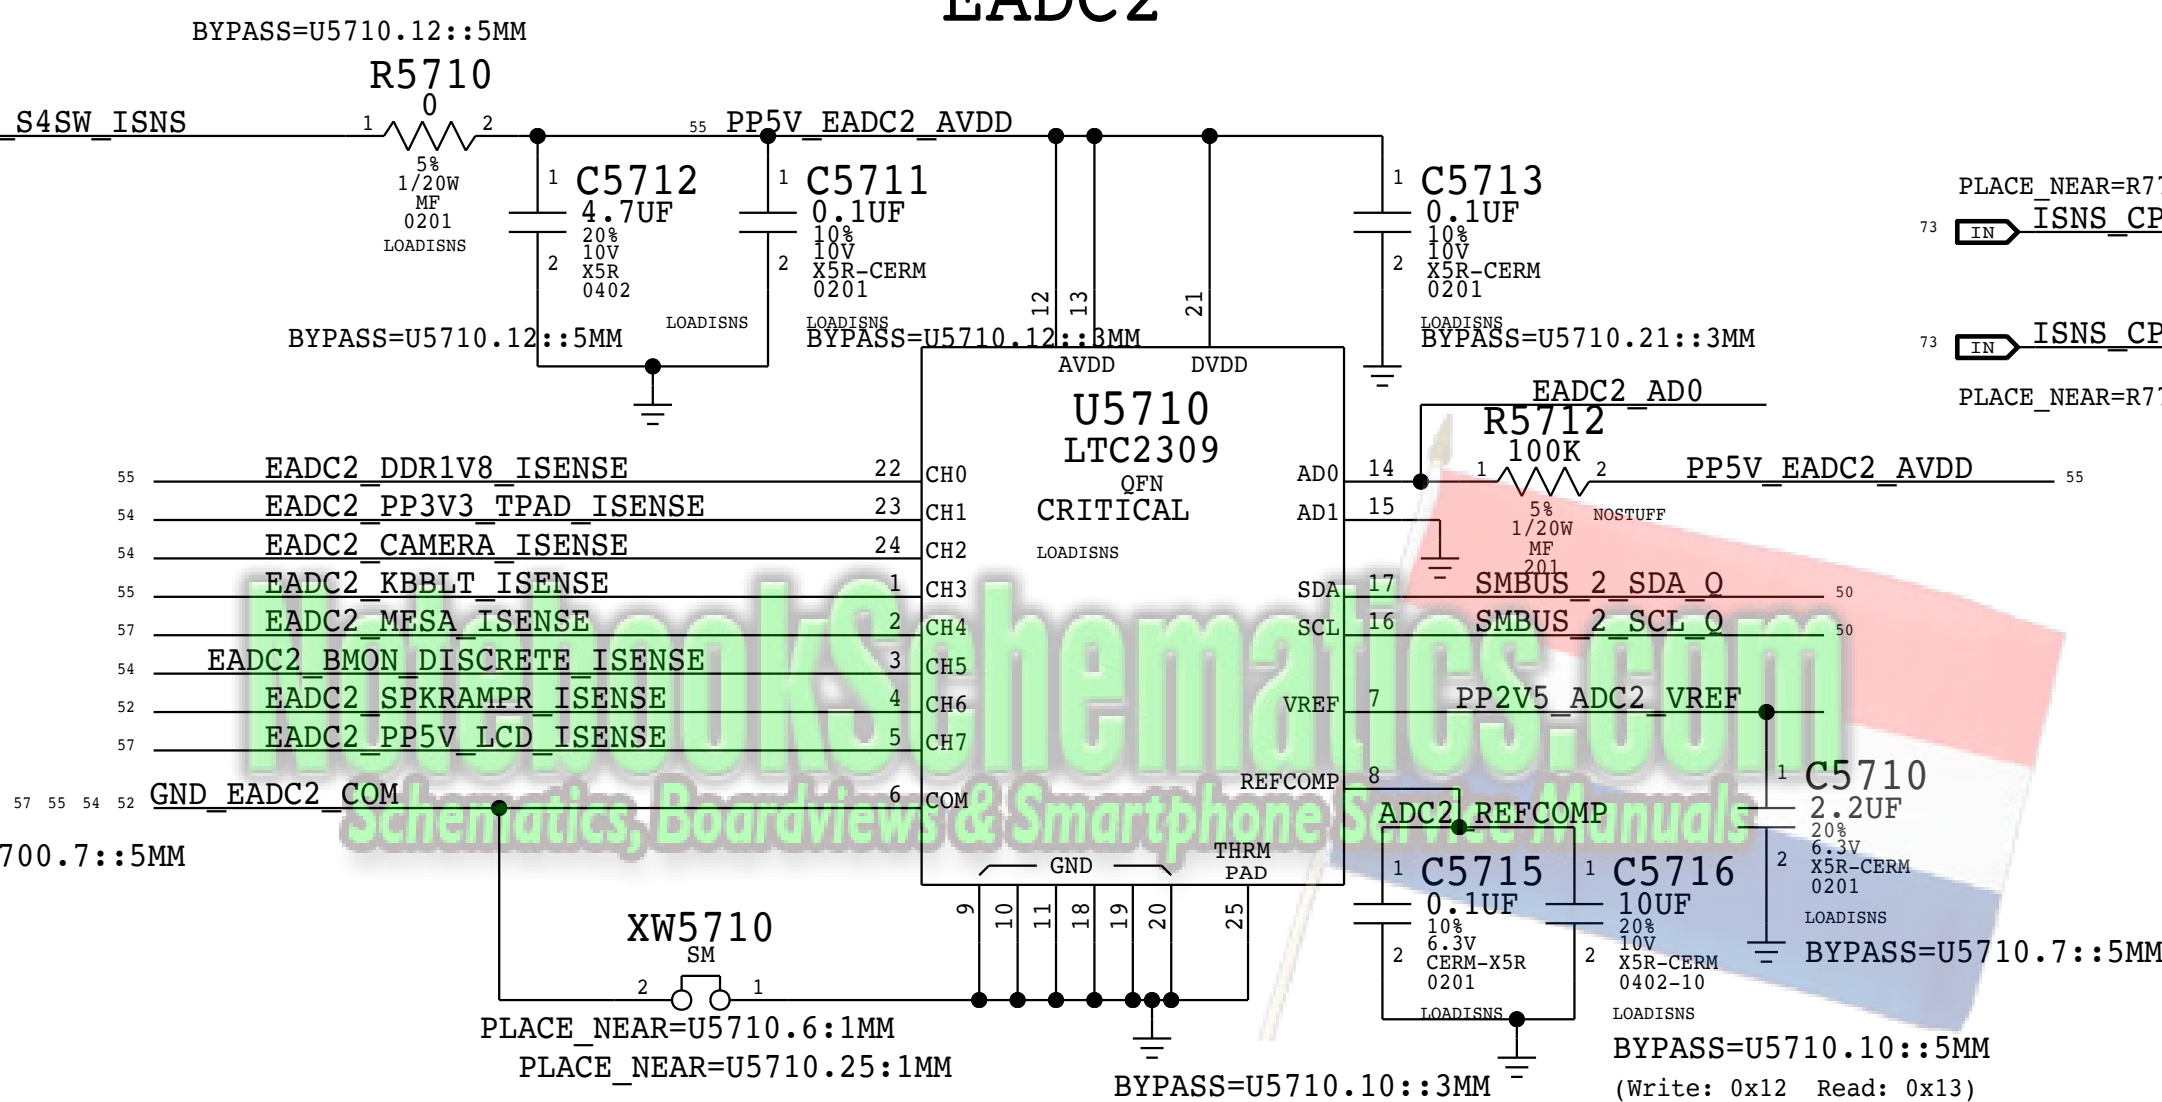 EADC2
BYPASS=U5710.12::5MM
R5710
0
_S4SW_ISNS
1
2
5%
1/20W
MF
0201
LOADISNS
55
PP5V_EADC2_AVDD
1
C5712
4.7UF
20%
10V
X5R
0402
2
LOADISNS
BYPASS=U5710.12::5MM
1
C5711
0.1UF
10%
10V
X5R-CERM
0201
2
LOADISNS
BYPASS=U5710.12::3MM
12
13
21
1
C5713
0.1UF
10%
10V
X5R-CERM
0201
2
LOADISNS
BYPASS=U5710.21::3MM
PLACE_NEAR=R77
73
IN
ISNS_CP
73
IN
ISNS_CP
PLACE_NEAR=R77
AVDD
DVDD
U5710
LTC2309
QFN
CRITICAL
LOADISNS
55
EADC2_DDR1V8_ISENSE
22
CH0
54
EADC2_PP3V3_TPAD_ISENSE
23
CH1
54
EADC2_CAMERA_ISENSE
24
CH2
55
EADC2_KBBLT_ISENSE
1
CH3
57
EADC2_MESA_ISENSE
2
CH4
54
EADC2_BMON_DISCRETE_ISENSE
3
CH5
52
EADC2_SPKRAMPR_ISENSE
4
CH6
57
EADC2_PP5V_LCD_ISENSE
5
CH7
57 55 54 52
GND_EADC2_COM
6
COM
700.7::5MM
EADC2_AD0
R5712
100K
AD0
14
1
2
PP5V_EADC2_AVDD
55
AD1
15
5%
1/20W
MF
201
NOSTUFF
SDA
17
SMBUS_2_SDA_Q
50
SCL
16
SMBUS_2_SCL_Q
50
VREF
7
PP2V5_ADC2_VREF
REFCOMP
8
ADC2_REFCOMP
1
C5710
2.2UF
20%
6.3V
X5R-CERM
0201
2
LOADISNS
BYPASS=U5710.7::5MM
GND
THRM
PAD
9
10
11
18
19
20
25
1
C5715
0.1UF
10%
6.3V
CERM-X5R
0201
2
LOADISNS
1
C5716
10UF
20%
10V
X5R-CERM
0402-10
2
LOADISNS
XW5710
SM
2
1
PLACE_NEAR=U5710.6:1MM
PLACE_NEAR=U5710.25:1MM
BYPASS=U5710.10::3MM
BYPASS=U5710.10::5MM
(Write: 0x12 Read: 0x13)
NotebookSchematics.com
Schematics, Boardviews & Smartphone Service Manuals